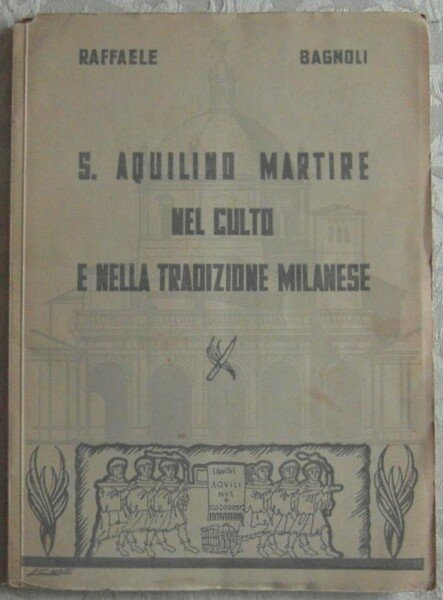 RAFFAELE BAGNOLI
S. AQUILINO MARTIRE
NEL CULTO
E NELLA TRADIZIONE MILANESE
SANCTVS
AQVILI
NVS